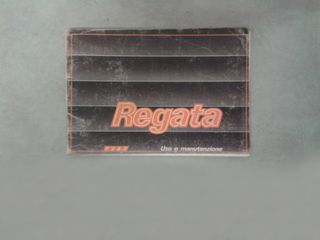 Regata
FIAT
Uso e manutenzione